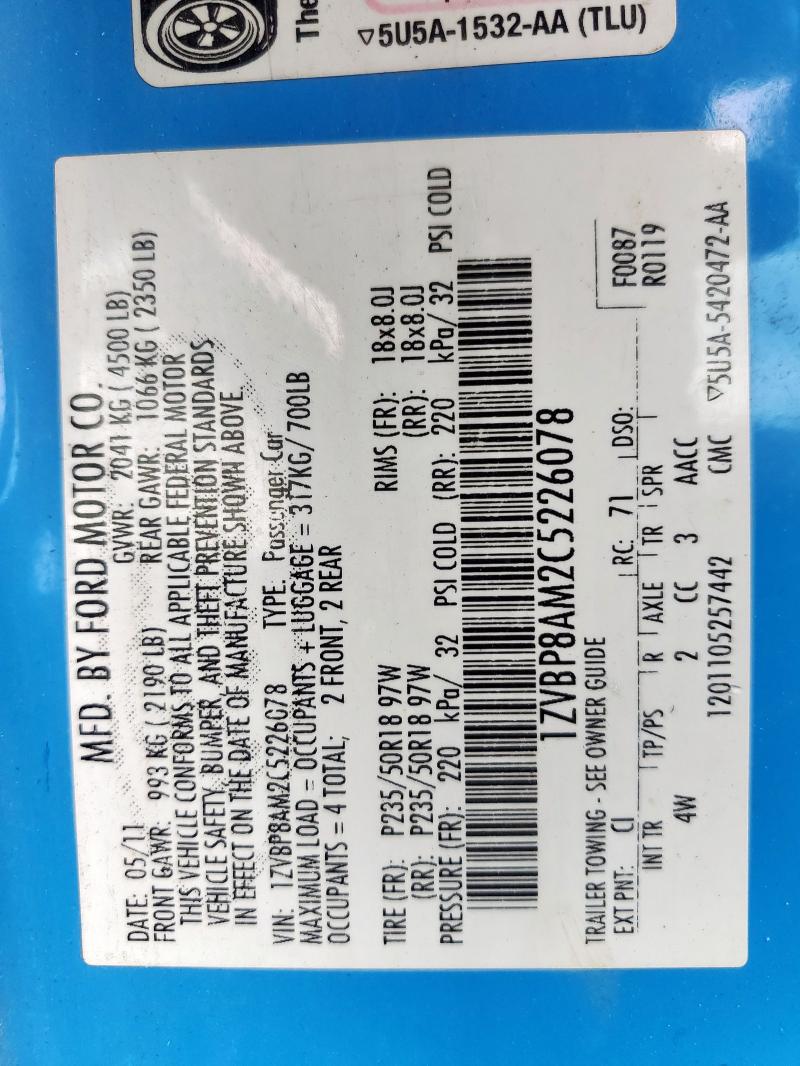 The
▽5U5A-1532-AA (TLU)
MFD. BY FORD MOTOR CO.
DATE: 05/11 GVWR: 2041 KG ( 4500 LB)
FRONT GAWR: 993 KG ( 2190 LB) REAR GAWR: 1066 KG ( 2350 LB)
THIS VEHICLE CONFORMS TO ALL APPLICABLE FEDERAL MOTOR
VEHICLE SAFETY, BUMPER, AND THEFT PREVENTION STANDARDS
IN EFFECT ON THE DATE OF MANUFACTURE SHOWN ABOVE.
VIN: 1ZVBP8AM2C5226078 TYPE: Passenger Car
MAXIMUM LOAD = OCCUPANTS + LUGGAGE = 317KG/ 700LB
OCCUPANTS = 4 TOTAL; 2 FRONT, 2 REAR
TIRE (FR): P235/50R18 97W RIMS (FR): 18x8.0J
(RR): P235/50R18 97W (RR): 18x8.0J
PRESSURE (FR): 220 kPa/ 32 PSI COLD (RR): 220 kPa/ 32 PSI COLD
1ZVBP8AM2C5226078
TRAILER TOWING - SEE OWNER GUIDE F0087
EXT PNT: CI RC: 71 DSO: R0119
INT TR TP/PS R AXLE TR SPR
4W 2 CC 3 AACC
1201105257442 CMC ▽5U5A-5420472-AA